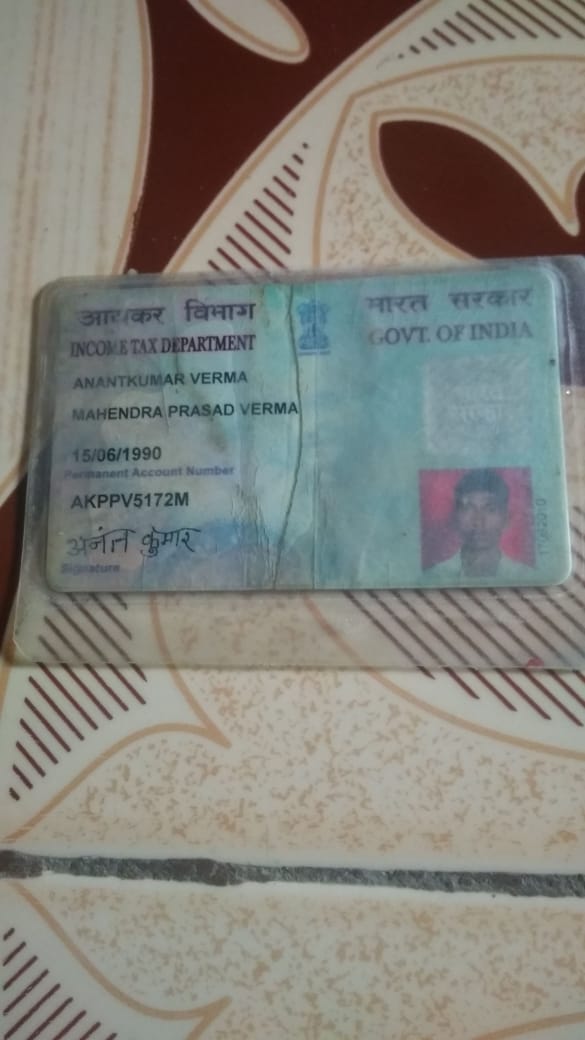 आयकर विभाग
भारत सरकार
INCOME TAX DEPARTMENT
GOVT. OF INDIA
ANANTKUMAR VERMA
MAHENDRA PRASAD VERMA
15/06/1990
Permanent Account Number
AKPPV5172M
अनंत कुमार
Signature